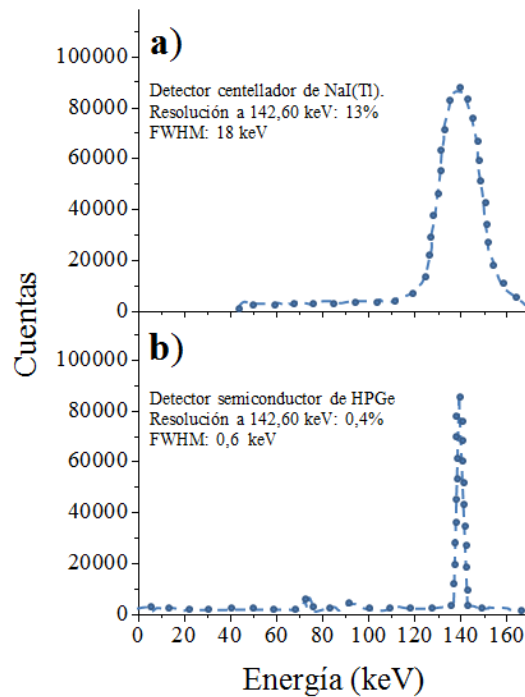 a)
Detector centellador de NaI(Tl).
Resolución a 142,60 keV: 13%
FWHM: 18 keV
100000
80000
60000
40000
20000
0
Cuentas
b)
Detector semiconductor de HPGe
Resolución a 142,60 keV: 0,4%
FWHM: 0,6 keV
100000
80000
60000
40000
20000
0
0 20 40 60 80 100 120 140 160
Energía (keV)